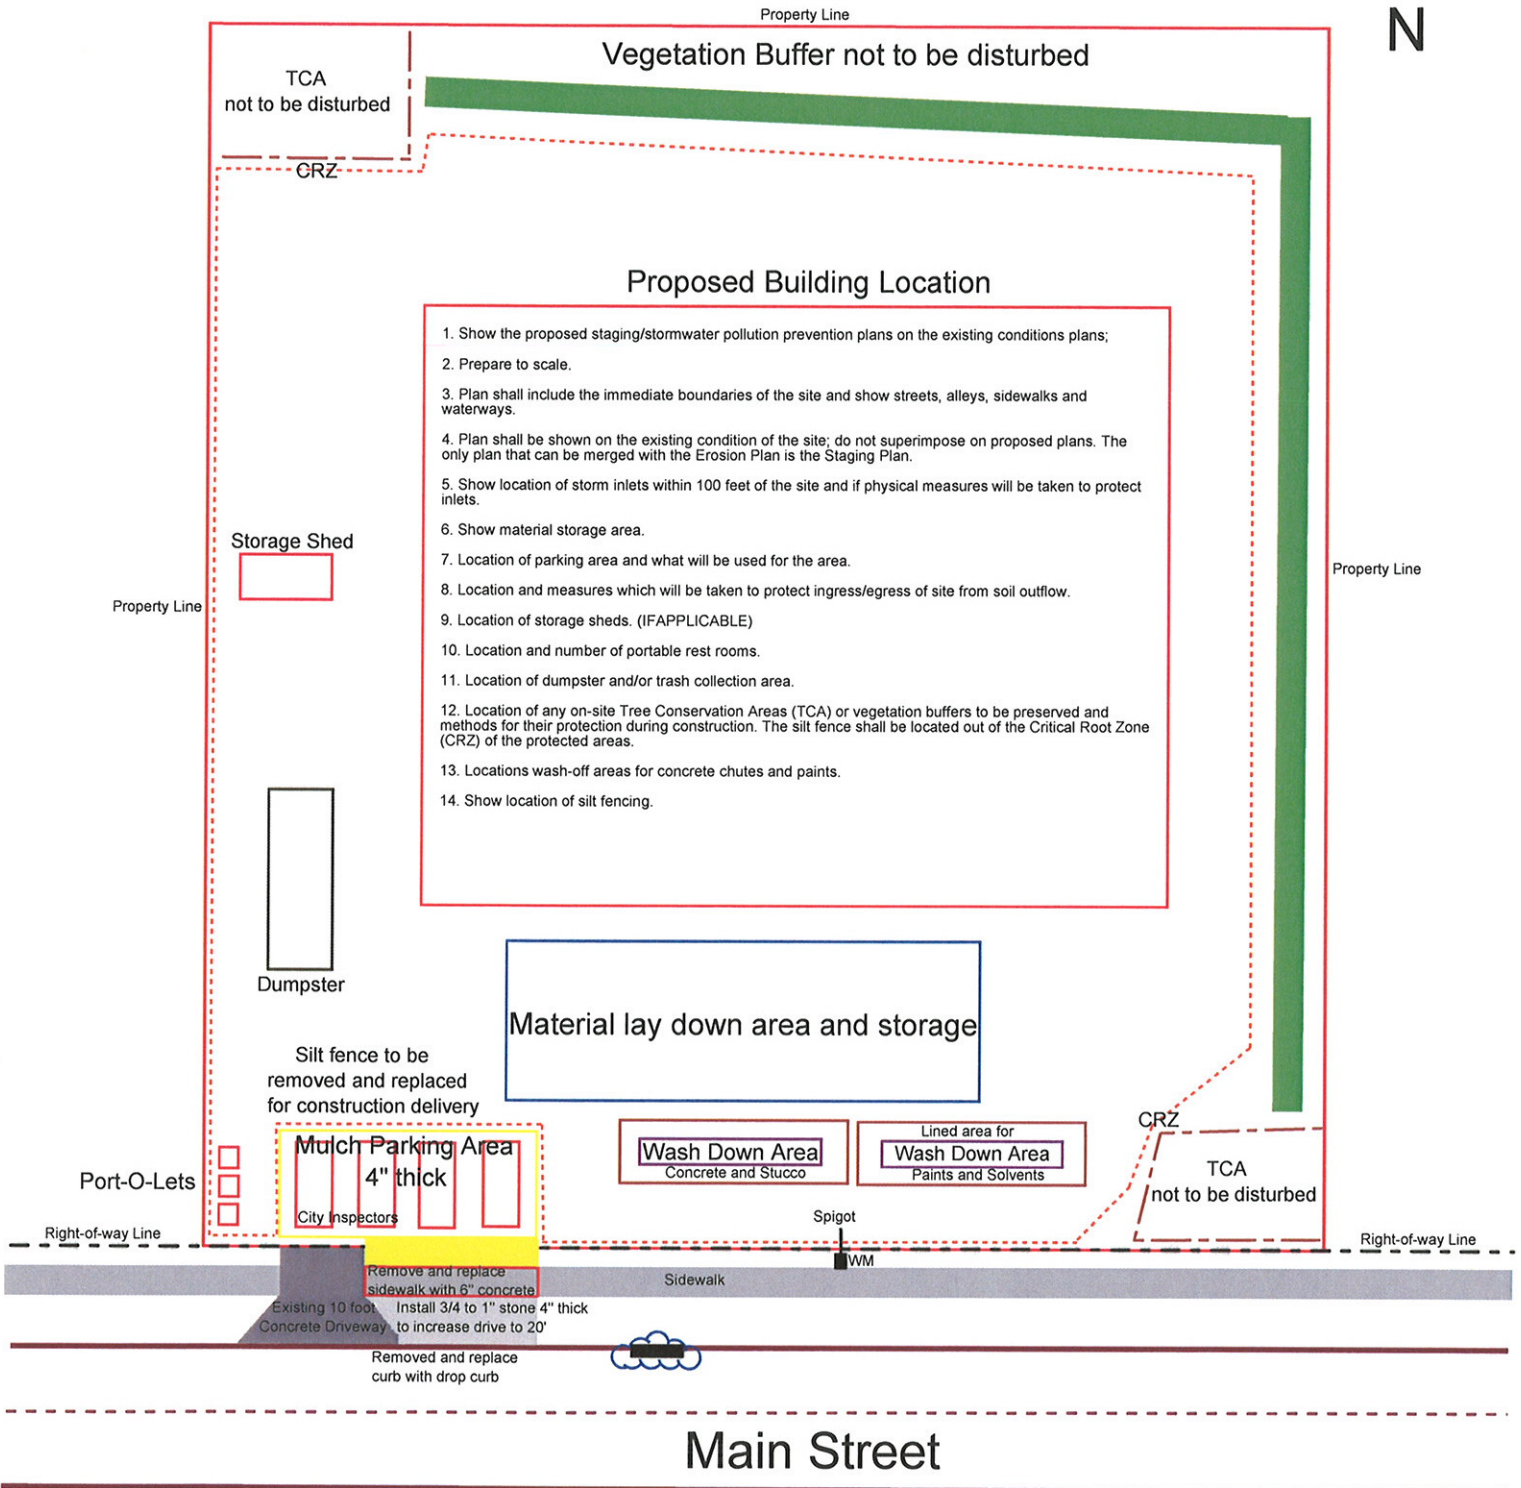 Property Line
N
Vegetation Buffer not to be disturbed
TCA
not to be disturbed
CRZ
Proposed Building Location
1. Show the proposed staging/stormwater pollution prevention plans on the existing conditions plans;
2. Prepare to scale.
3. Plan shall include the immediate boundaries of the site and show streets, alleys, sidewalks and
waterways.
4. Plan shall be shown on the existing condition of the site; do not superimpose on proposed plans. The
only plan that can be merged with the Erosion Plan is the Staging Plan.
5. Show location of storm inlets within 100 feet of the site and if physical measures will be taken to protect
inlets.
6. Show material storage area.
7. Location of parking area and what will be used for the area.
8. Location and measures which will be taken to protect ingress/egress of site from soil outflow.
9. Location of storage sheds. (IFAPPLICABLE)
10. Location and number of portable rest rooms.
11. Location of dumpster and/or trash collection area.
12. Location of any on-site Tree Conservation Areas (TCA) or vegetation buffers to be preserved and
methods for their protection during construction. The silt fence shall be located out of the Critical Root Zone
(CRZ) of the protected areas.
13. Locations wash-off areas for concrete chutes and paints.
14. Show location of silt fencing.
Storage Shed
Property Line
Property Line
Dumpster
Material lay down area and storage
Silt fence to be
removed and replaced
for construction delivery
Mulch Parking Area
4" thick
City Inspectors
Port-O-Lets
Wash Down Area
Concrete and Stucco
Lined area for
Wash Down Area
Paints and Solvents
CRZ
TCA
not to be disturbed
Right-of-way Line
Spigot
WM
Right-of-way Line
Sidewalk
Remove and replace
sidewalk with 6" concrete
Existing 10 foot
Concrete Driveway
Install 3/4 to 1" stone 4" thick
to increase drive to 20'
Removed and replace
curb with drop curb
Main Street